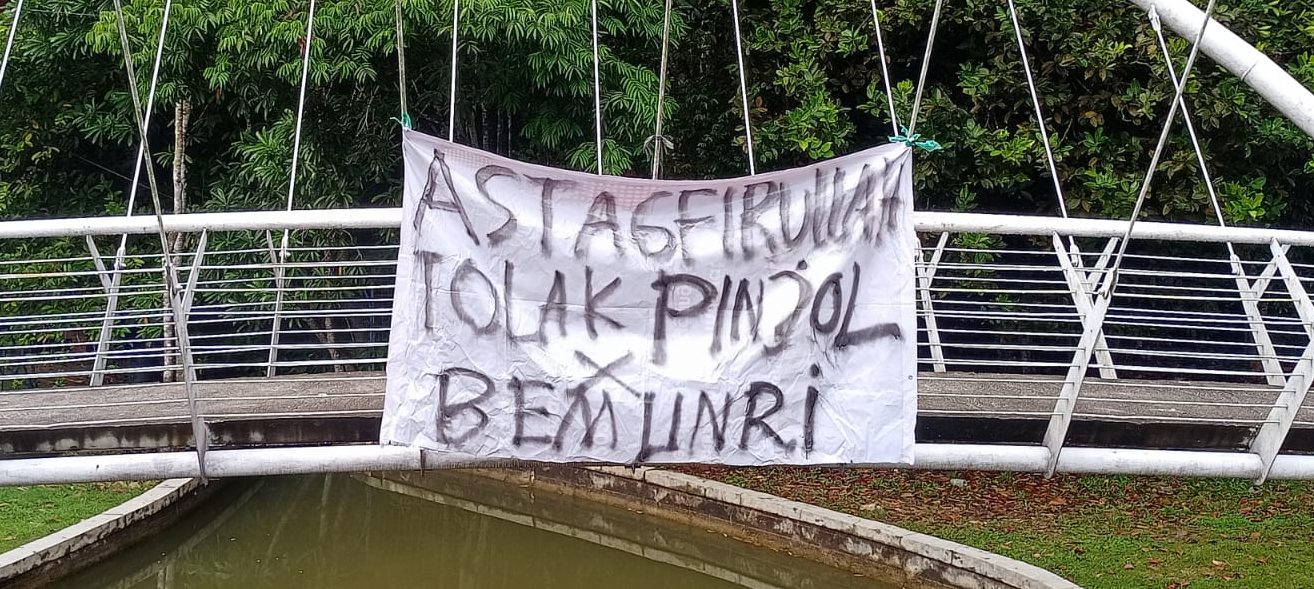 ASTAGFIRULLAH
TOLAK PINJOL
X
BEM UNRI